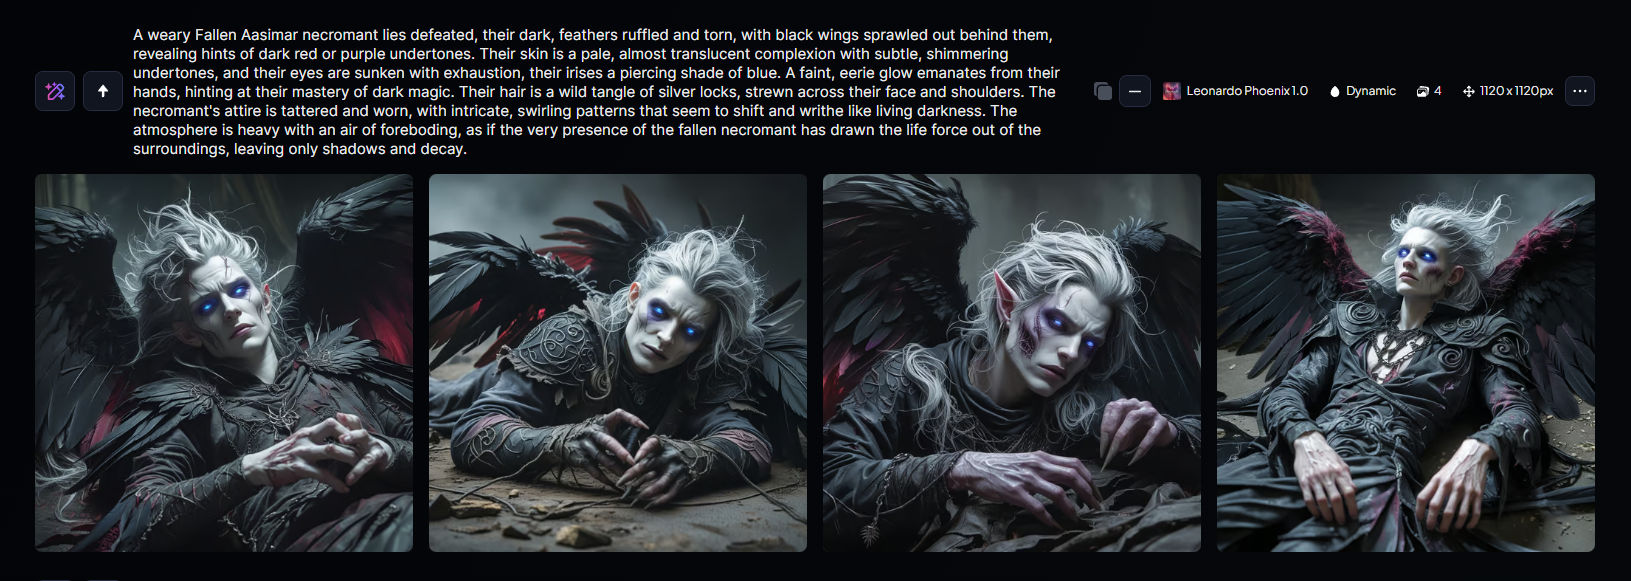 A weary Fallen Aasimar necromant lies defeated, their dark, feathers ruffled and torn, with black wings sprawled out behind them,
revealing hints of dark red or purple undertones. Their skin is a pale, almost translucent complexion with subtle, shimmering
undertones, and their eyes are sunken with exhaustion, their irises a piercing shade of blue. A faint, eerie glow emanates from their
hands, hinting at their mastery of dark magic. Their hair is a wild tangle of silver locks, strewn across their face and shoulders. The
necromant's attire is tattered and worn, with intricate, swirling patterns that seem to shift and writhe like living darkness. The
atmosphere is heavy with an air of foreboding, as if the very presence of the fallen necromant has drawn the life force out of the
surroundings, leaving only shadows and decay.
Leonardo Phoenix 1.0 Dynamic 4 1120 x 1120px